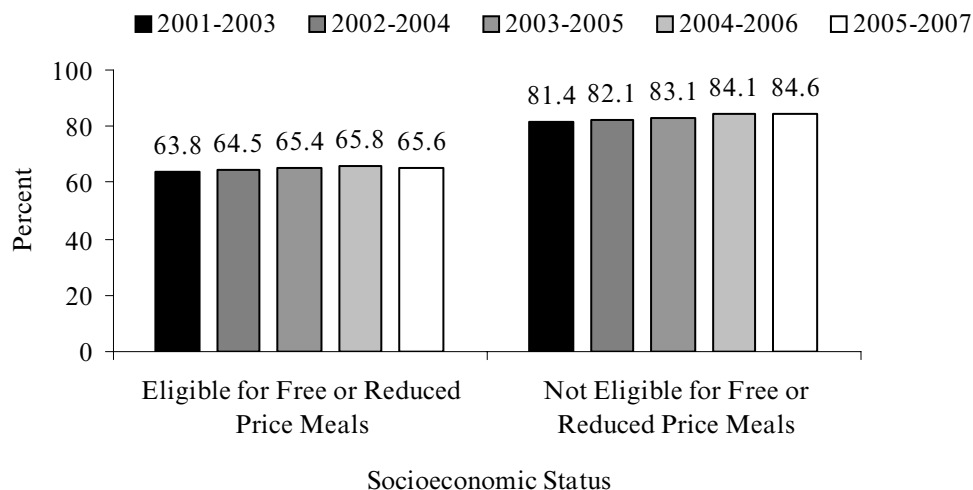 2001-2003 2002-2004 2003-2005 2004-2006 2005-2007
100
80
60
40
20
0
Percent
63.8 64.5 65.4 65.8 65.6
81.4 82.1 83.1 84.1 84.6
Eligible for Free or Reduced
Price Meals
Not Eligible for Free or
Reduced Price Meals
Socioeconomic Status